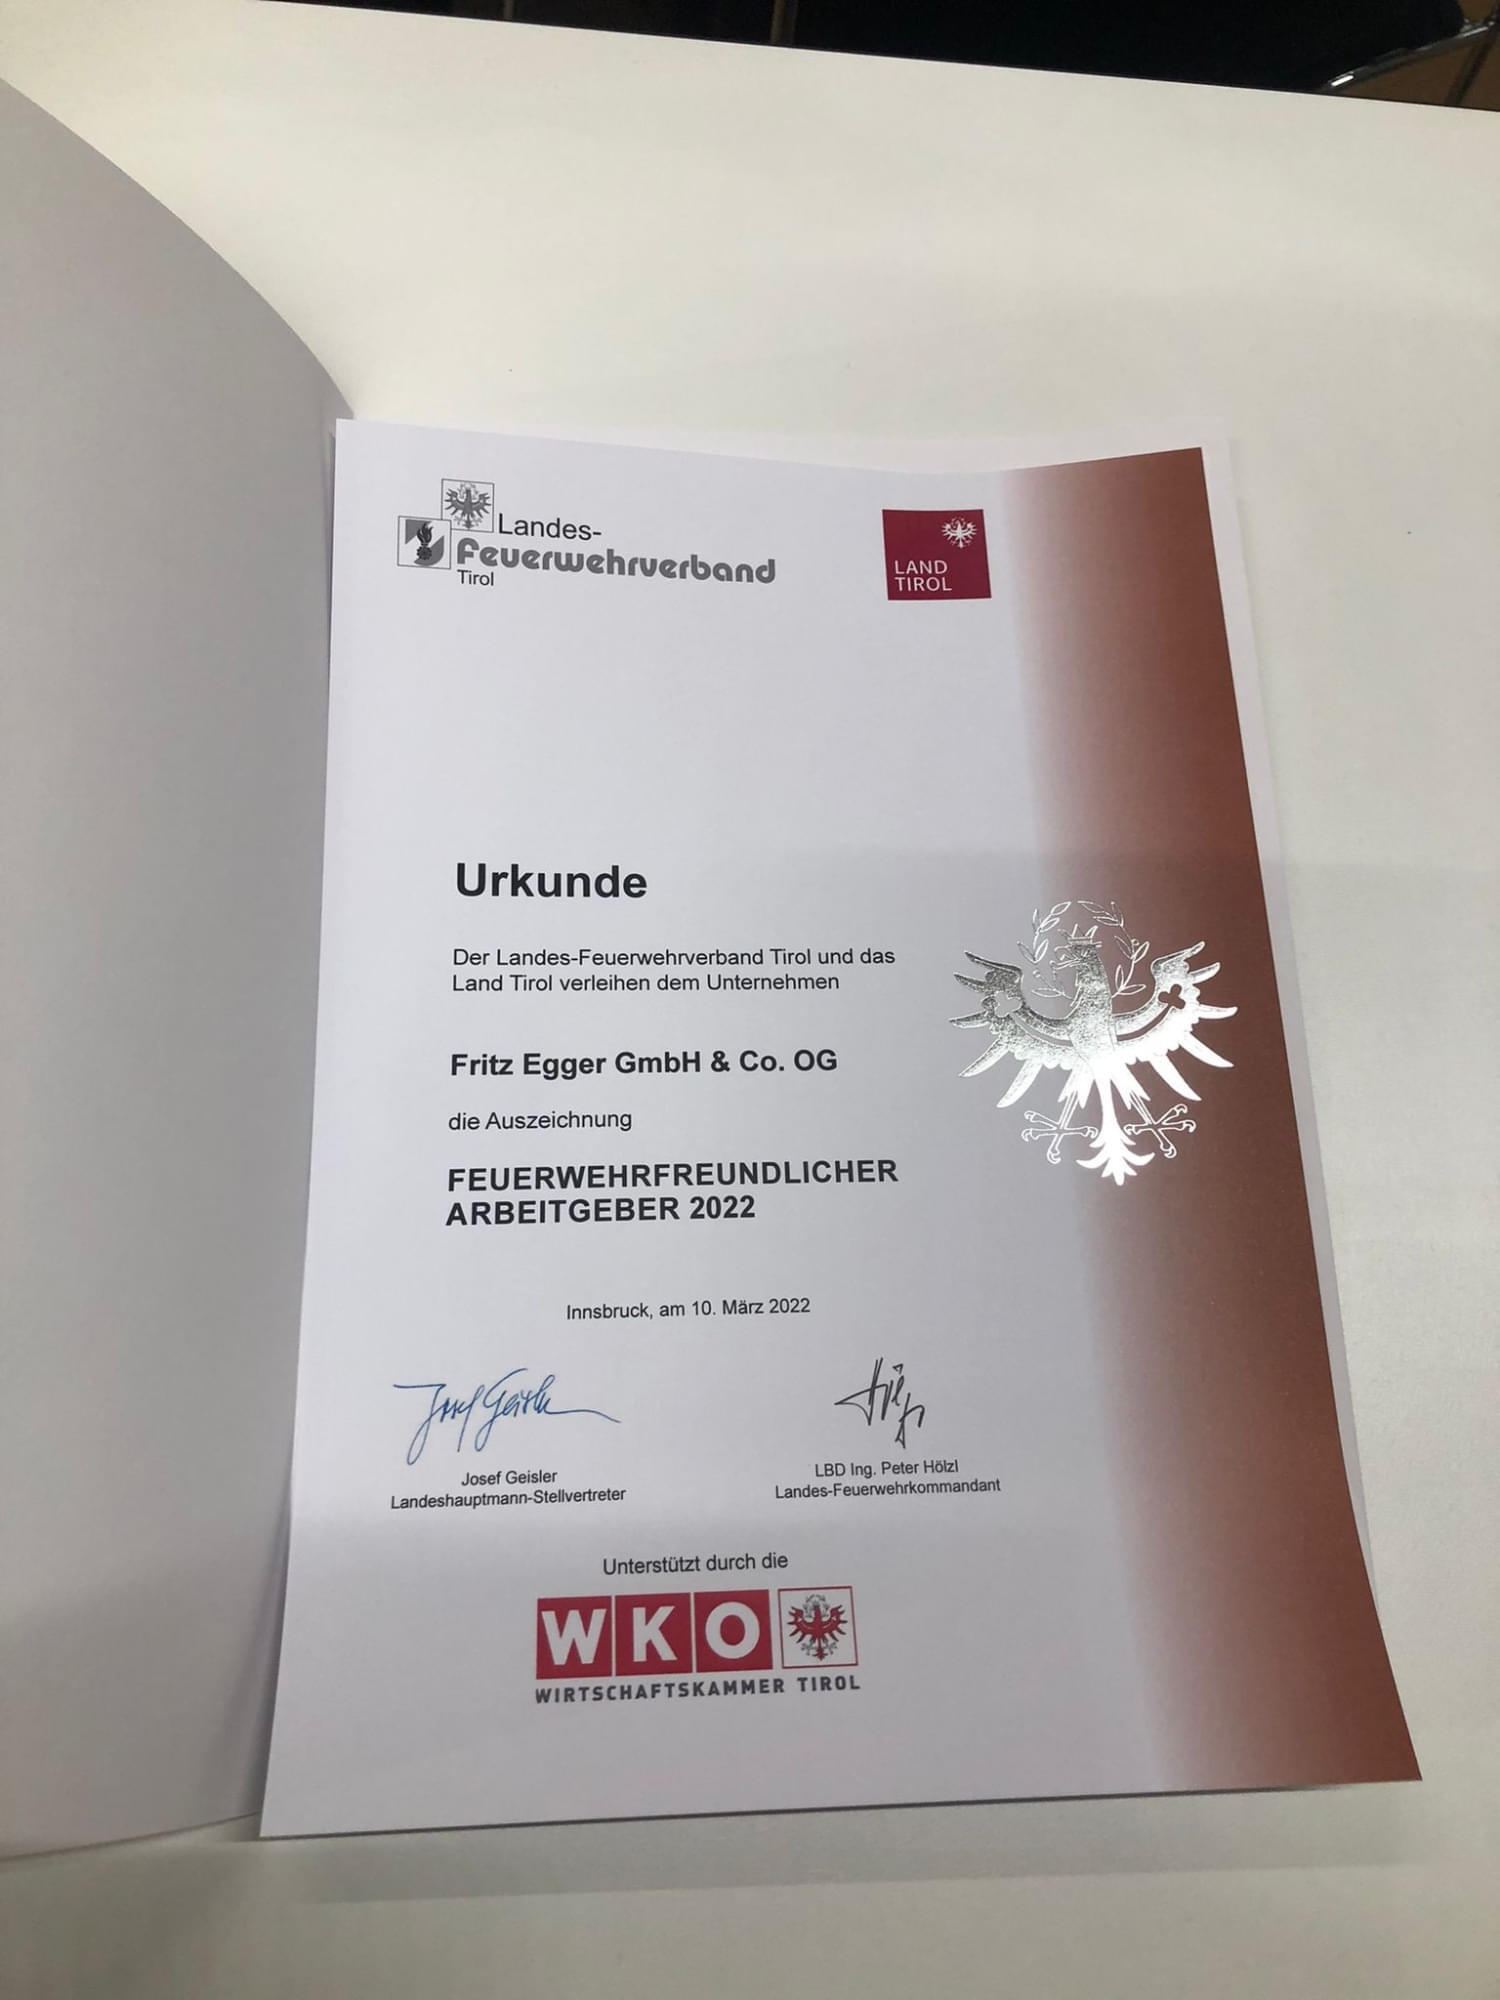 Landes-
Feuerwehrverband
Tirol
LAND
TIROL
Urkunde
Der Landes-Feuerwehrverband Tirol und das
Land Tirol verleihen dem Unternehmen
Fritz Egger GmbH & Co. OG
die Auszeichnung
FEUERWEHRFREUNDLICHER
ARBEITGEBER 2022
Innsbruck, am 10. März 2022
Josef Geisler
Josef Geisler
Landeshauptmann-Stellvertreter
LBD Ing. Peter Hölzl
Landes-Feuerwehrkommandant
Unterstützt durch die
WKO
WIRTSCHAFTSKAMMER TIROL